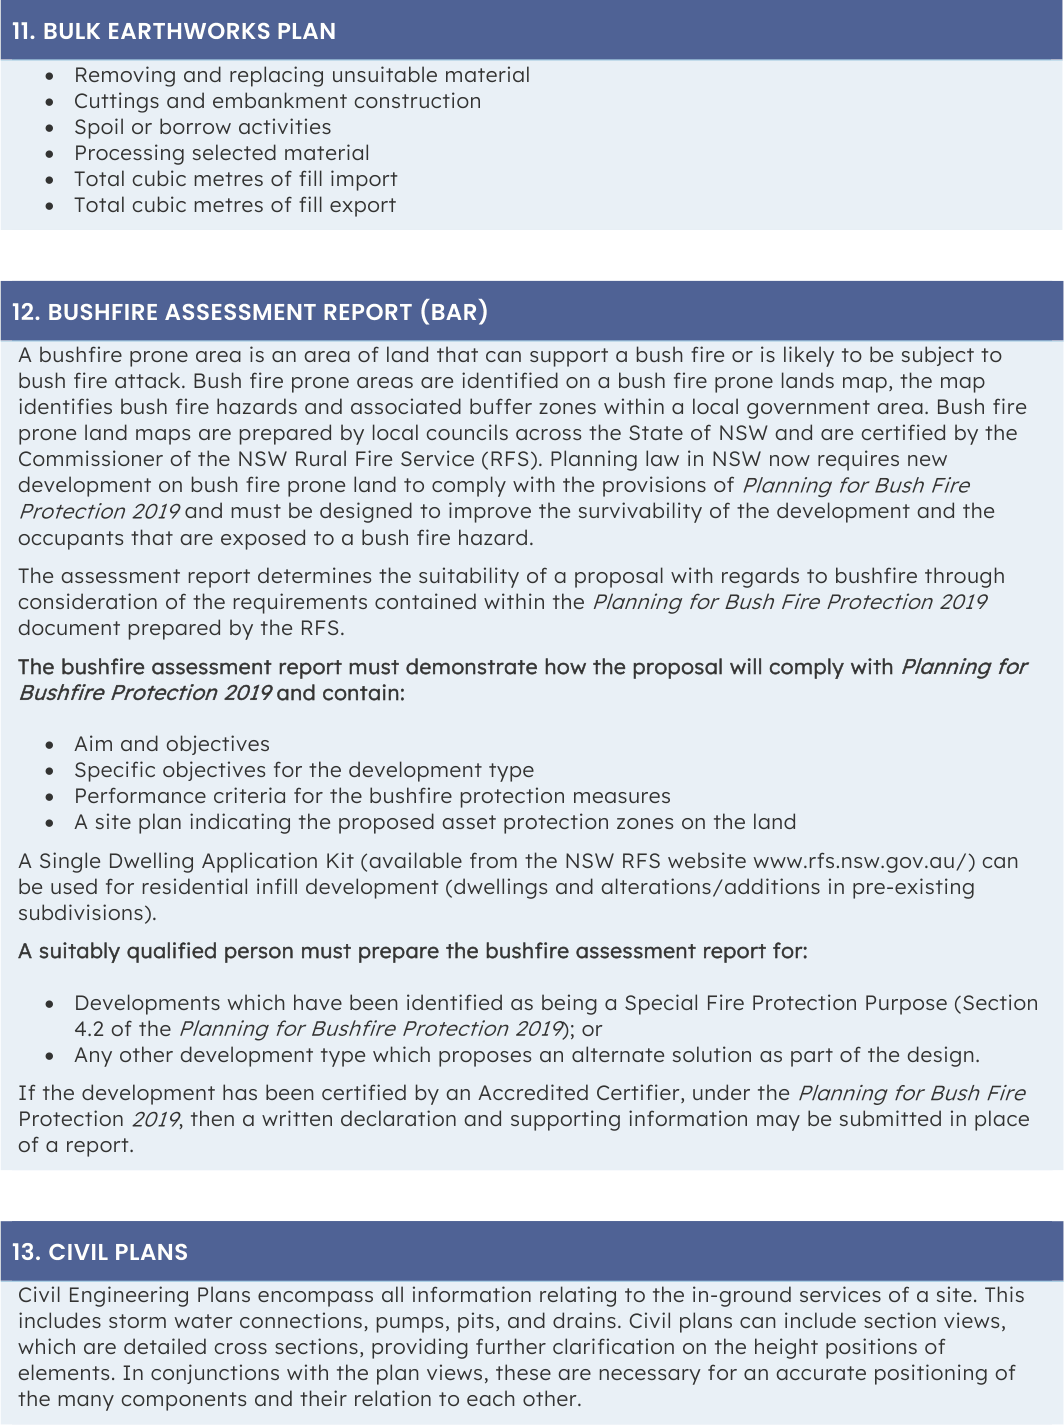 11. BULK EARTHWORKS PLAN
• Removing and replacing unsuitable material
• Cuttings and embankment construction
• Spoil or borrow activities
• Processing selected material
• Total cubic metres of fill import
• Total cubic metres of fill export
12. BUSHFIRE ASSESSMENT REPORT (BAR)
A bushfire prone area is an area of land that can support a bush fire or is likely to be subject to
bush fire attack. Bush fire prone areas are identified on a bush fire prone lands map, the map
identifies bush fire hazards and associated buffer zones within a local government area. Bush fire
prone land maps are prepared by local councils across the State of NSW and are certified by the
Commissioner of the NSW Rural Fire Service (RFS). Planning law in NSW now requires new
development on bush fire prone land to comply with the provisions of Planning for Bush Fire
Protection 2019 and must be designed to improve the survivability of the development and the
occupants that are exposed to a bush fire hazard.
The assessment report determines the suitability of a proposal with regards to bushfire through
consideration of the requirements contained within the Planning for Bush Fire Protection 2019
document prepared by the RFS.
The bushfire assessment report must demonstrate how the proposal will comply with Planning for
Bushfire Protection 2019 and contain:
• Aim and objectives
• Specific objectives for the development type
• Performance criteria for the bushfire protection measures
• A site plan indicating the proposed asset protection zones on the land
A Single Dwelling Application Kit (available from the NSW RFS website www.rfs.nsw.gov.au/) can
be used for residential infill development (dwellings and alterations/additions in pre-existing
subdivisions).
A suitably qualified person must prepare the bushfire assessment report for:
• Developments which have been identified as being a Special Fire Protection Purpose (Section
4.2 of the Planning for Bushfire Protection 2019); or
• Any other development type which proposes an alternate solution as part of the design.
If the development has been certified by an Accredited Certifier, under the Planning for Bush Fire
Protection 2019, then a written declaration and supporting information may be submitted in place
of a report.
13. CIVIL PLANS
Civil Engineering Plans encompass all information relating to the in-ground services of a site. This
includes storm water connections, pumps, pits, and drains. Civil plans can include section views,
which are detailed cross sections, providing further clarification on the height positions of
elements. In conjunctions with the plan views, these are necessary for an accurate positioning of
the many components and their relation to each other.